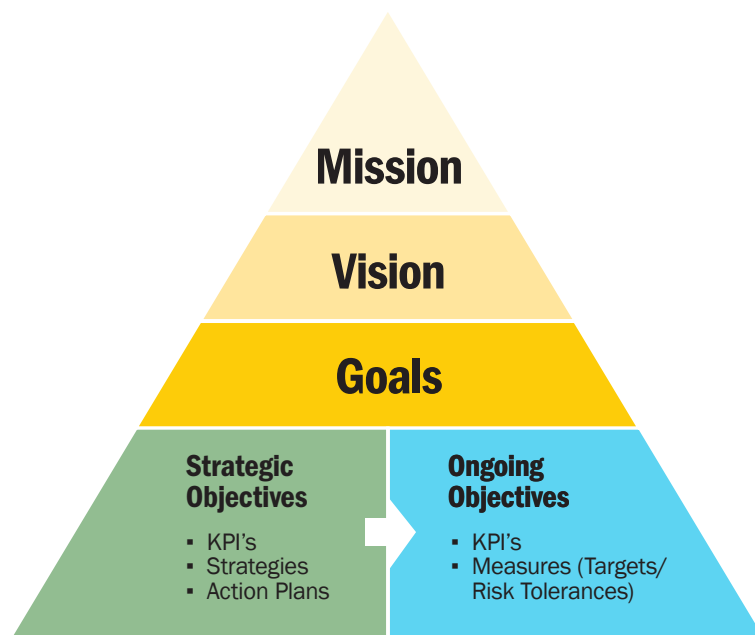 Mission
Vision
Goals
Strategic
Objectives
▪ KPI's
▪ Strategies
▪ Action Plans
Ongoing
Objectives
▪ KPI's
▪ Measures (Targets/
Risk Tolerances)